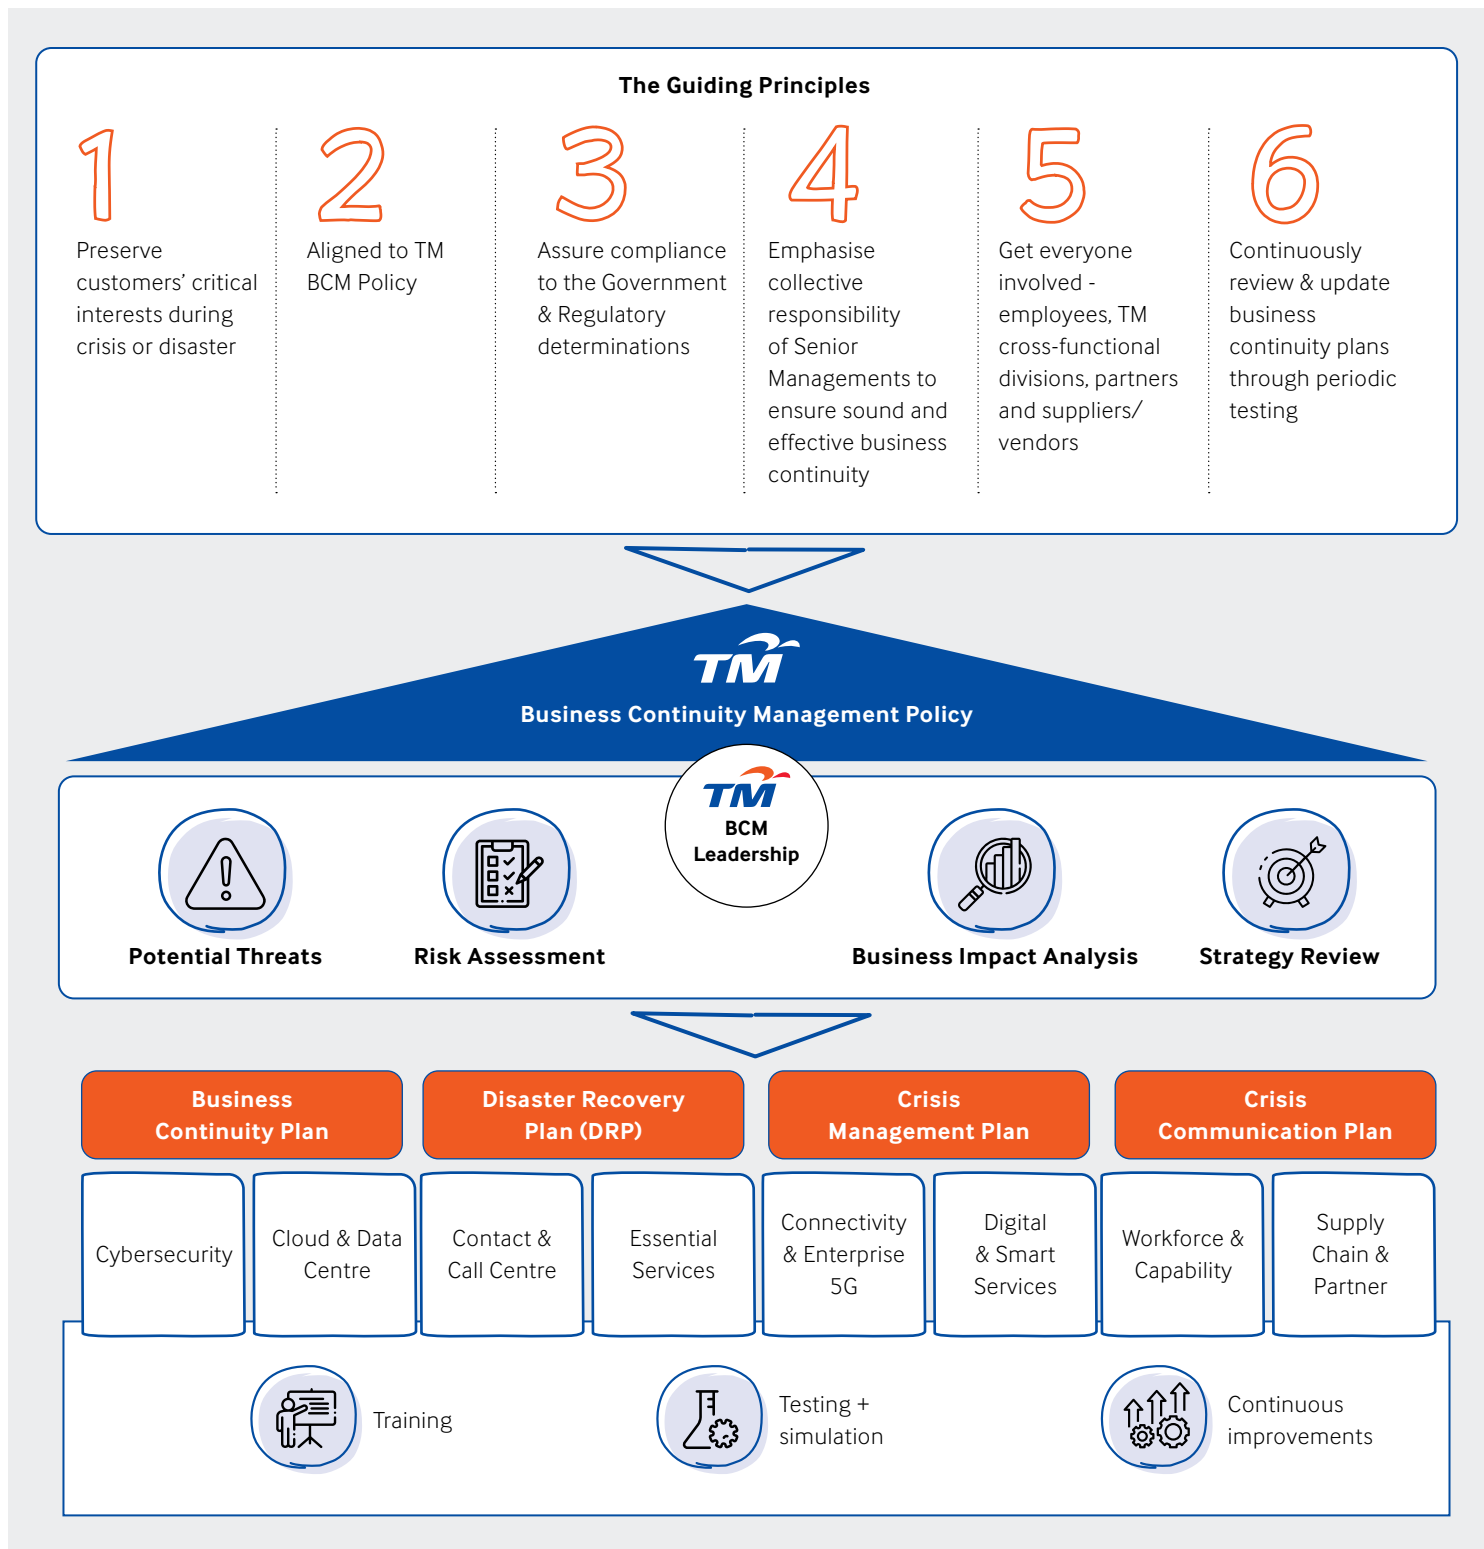 The Guiding Principles
1
Preserve
customers’ critical
interests during
crisis or disaster
2
Aligned to TM
BCM Policy
3
Assure compliance
to the Government
& Regulatory
determinations
4
Emphasise
collective
responsibility
of Senior
Managements to
ensure sound and
effective business
continuity
5
Get everyone
involved -
employees, TM
cross-functional
divisions, partners
and suppliers/
vendors
6
Continuously
review & update
business
continuity plans
through periodic
testing
TM
Business Continuity Management Policy
TM
BCM
Leadership
Potential Threats
Risk Assessment
Business Impact Analysis
Strategy Review
Business
Continuity Plan
Disaster Recovery
Plan (DRP)
Crisis
Management Plan
Crisis
Communication Plan
Cybersecurity
Cloud & Data
Centre
Contact &
Call Centre
Essential
Services
Connectivity
& Enterprise
5G
Digital
& Smart
Services
Workforce &
Capability
Supply
Chain &
Partner
Training
Testing +
simulation
Continuous
improvements